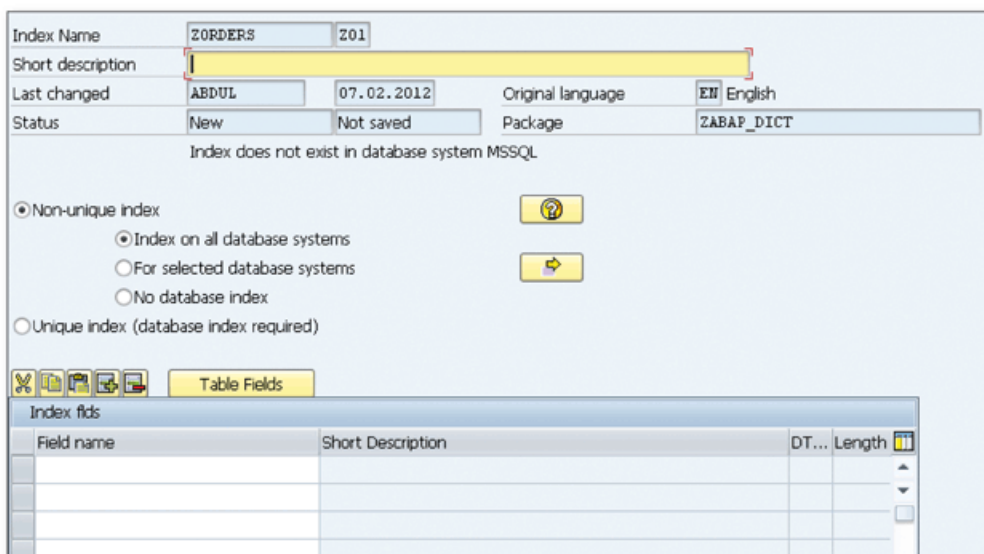 Index Name ZORDERS Z01
Short description
Last changed ABDUL 07.02.2012 Original language EN English
Status New Not saved Package ZABAP_DICT
Index does not exist in database system MSSQL
Non-unique index
Index on all database systems
For selected database systems
No database index
Unique index (database index required)
Table Fields
Index flds
Field name Short Description DT... Length